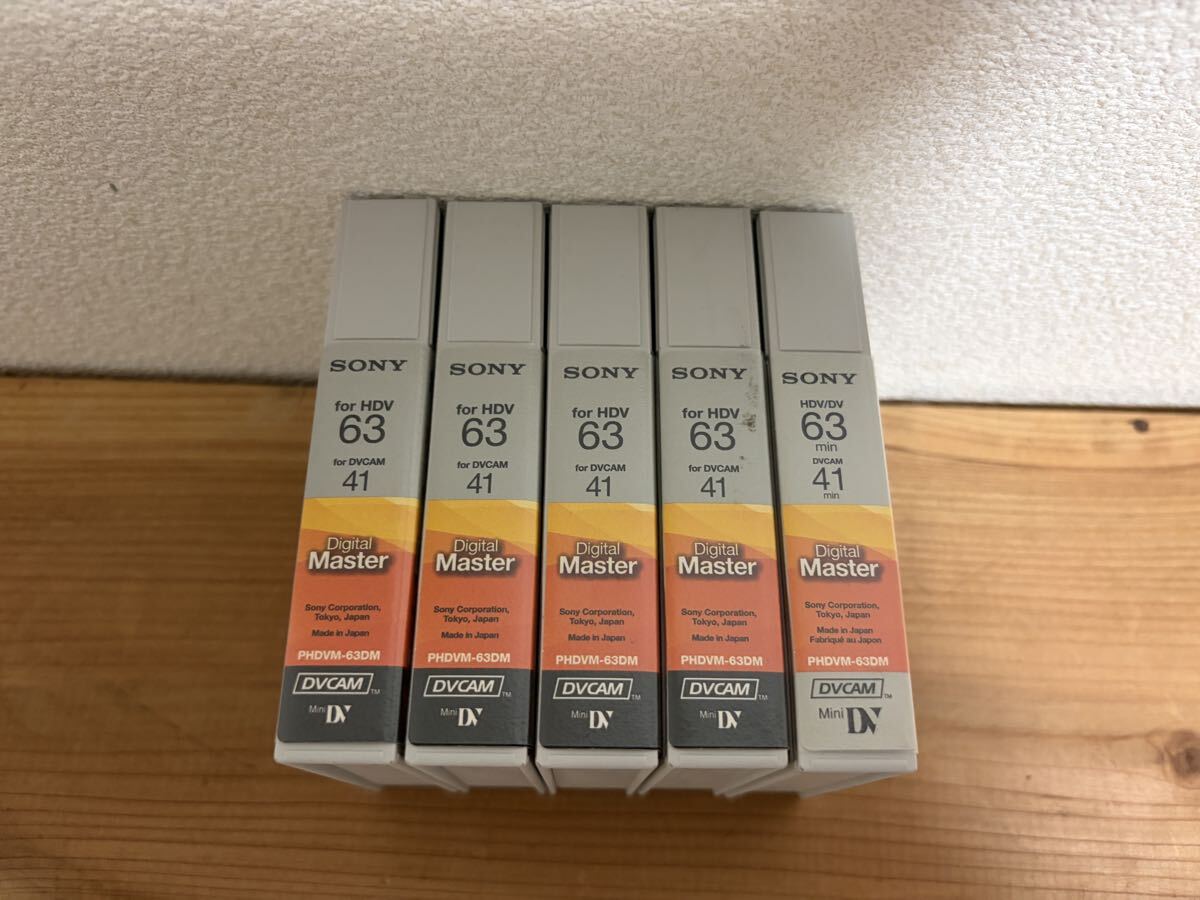 SONY
for HDV
63
for DVCAM
41
Digital
Master
Sony Corporation,
Tokyo, Japan
Made in Japan
PHDVM-63DM
DVCAM TM
Mini DV
SONY
for HDV
63
for DVCAM
41
Digital
Master
Sony Corporation,
Tokyo, Japan
Made in Japan
PHDVM-63DM
DVCAM TM
Mini DV
SONY
for HDV
63
for DVCAM
41
Digital
Master
Sony Corporation,
Tokyo, Japan
Made in Japan
PHDVM-63DM
DVCAM TM
Mini DV
SONY
for HDV
63
for DVCAM
41
Digital
Master
Sony Corporation,
Tokyo, Japan
Made in Japan
PHDVM-63DM
DVCAM TM
Mini DV
SONY
HDV/DV
63
min
DVCAM
41
min
Digital
Master
Sony Corporation,
Tokyo, Japan
Made in Japan
Fabriqué au Japon
PHDVM-63DM
DVCAM TM
Mini DV